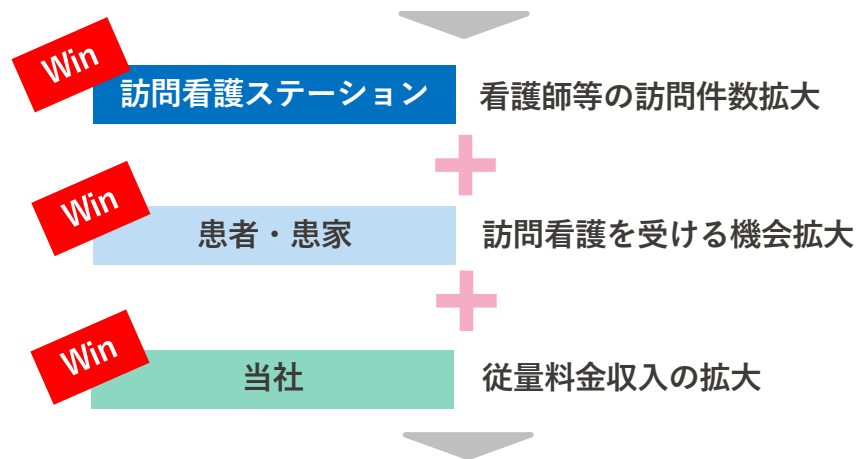 Win
訪問看護ステーション 看護師等の訪問件数拡大
Win
患者・患家 訪問看護を受ける機会拡大
Win
当社 従量料金収入の拡大